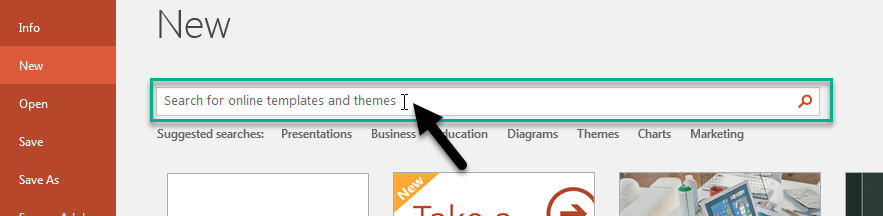 Info
New
Open
Save
Save As
New
Search for online templates and themes
Suggested searches: Presentations Business Education Diagrams Themes Charts Marketing
New
Take a